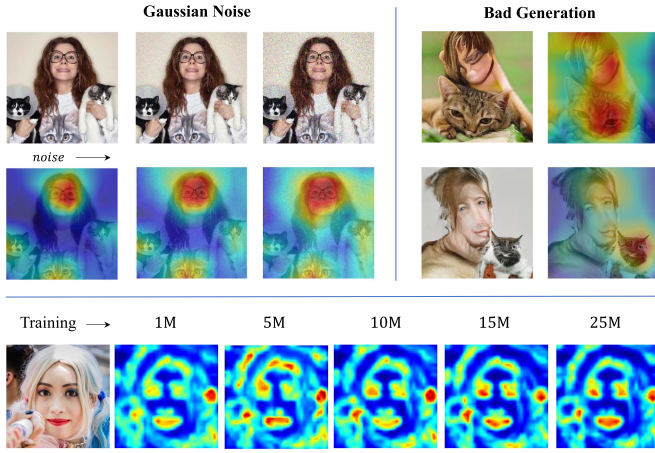 Gaussian Noise
Bad Generation
noise
Training
1M
5M
10M
15M
25M